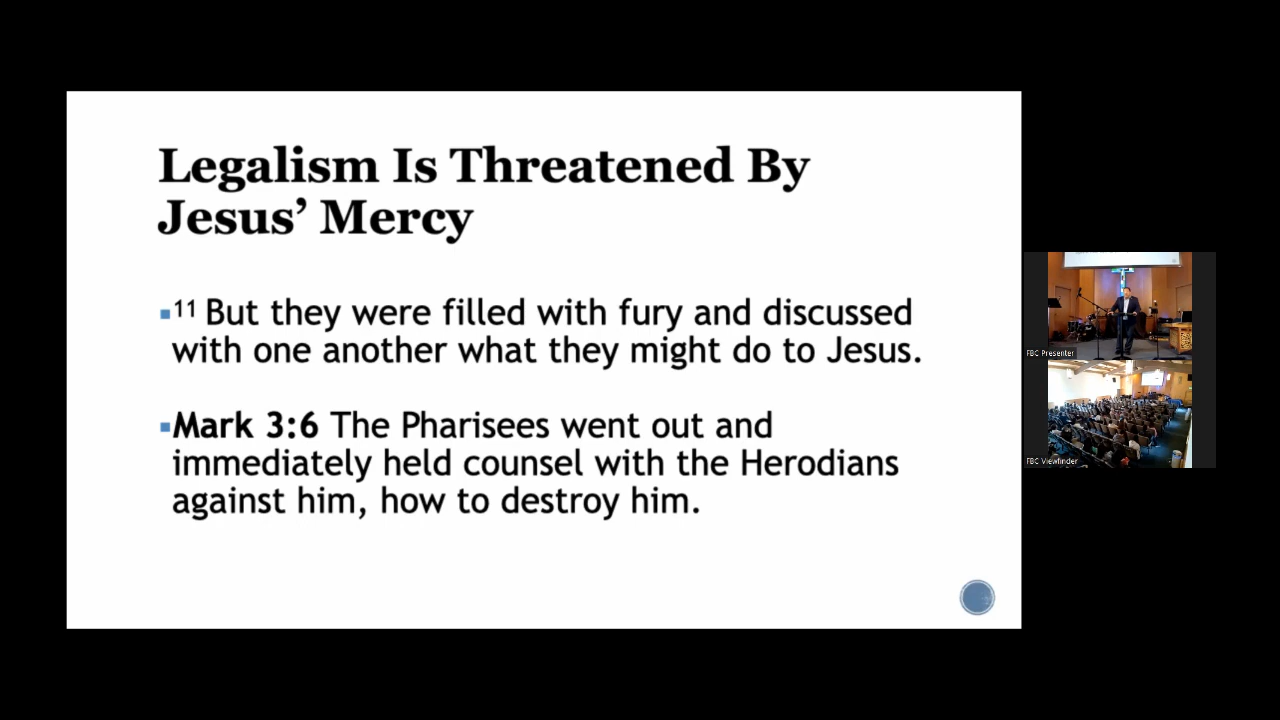 Legalism Is Threatened By
Jesus’ Mercy
▪11 But they were filled with fury and discussed
with one another what they might do to Jesus.
▪Mark 3:6 The Pharisees went out and
immediately held counsel with the Herodians
against him, how to destroy him.
FBC Presenter
FBC Viewfinder